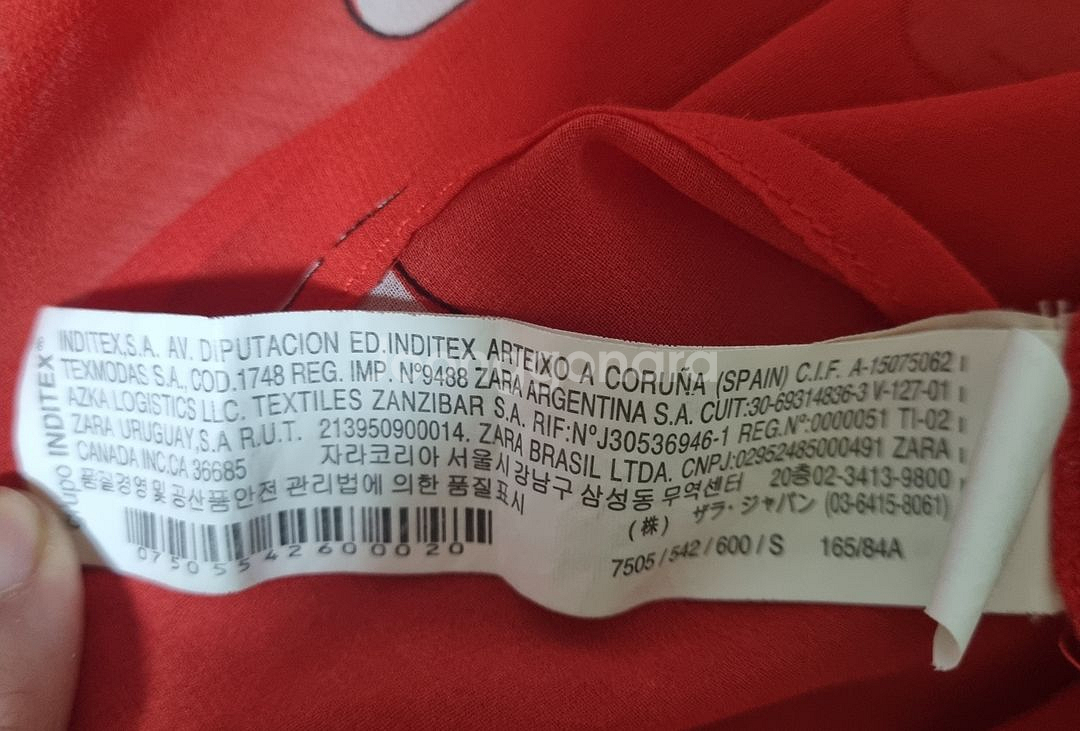 GRUPO INDITEX®
INDITEX,S.A. AV. DIPUTACION ED.INDITEX ARTEIXO A CORUÑA (SPAIN) C.I.F. A-15075062
TEXMODAS S.A., COD.1748 REG. IMP. Nº9488 ZARA ARGENTINA S.A. CUIT:30-69314836-3 V-127-01
AZKA LOGISTICS LLC. TEXTILES ZANZIBAR S.A. RIF:NºJ30536946-1 REG.Nº:0000051 TI-02
ZARA URUGUAY,S.A R.U.T. 213950900014. ZARA BRASIL LTDA. CNPJ:02952485000491 ZARA
CANADA INC.CA 36685 자라코리아 서울시 강남구 삼성동 무역센터 20층02-3413-9800
품실경영및공산품안전 관리법에 의한 품질표시 (株) ザラ・ジャパン (03-6415-8061)
07505542600020
7505 / 542 / 600 / S 165/84A